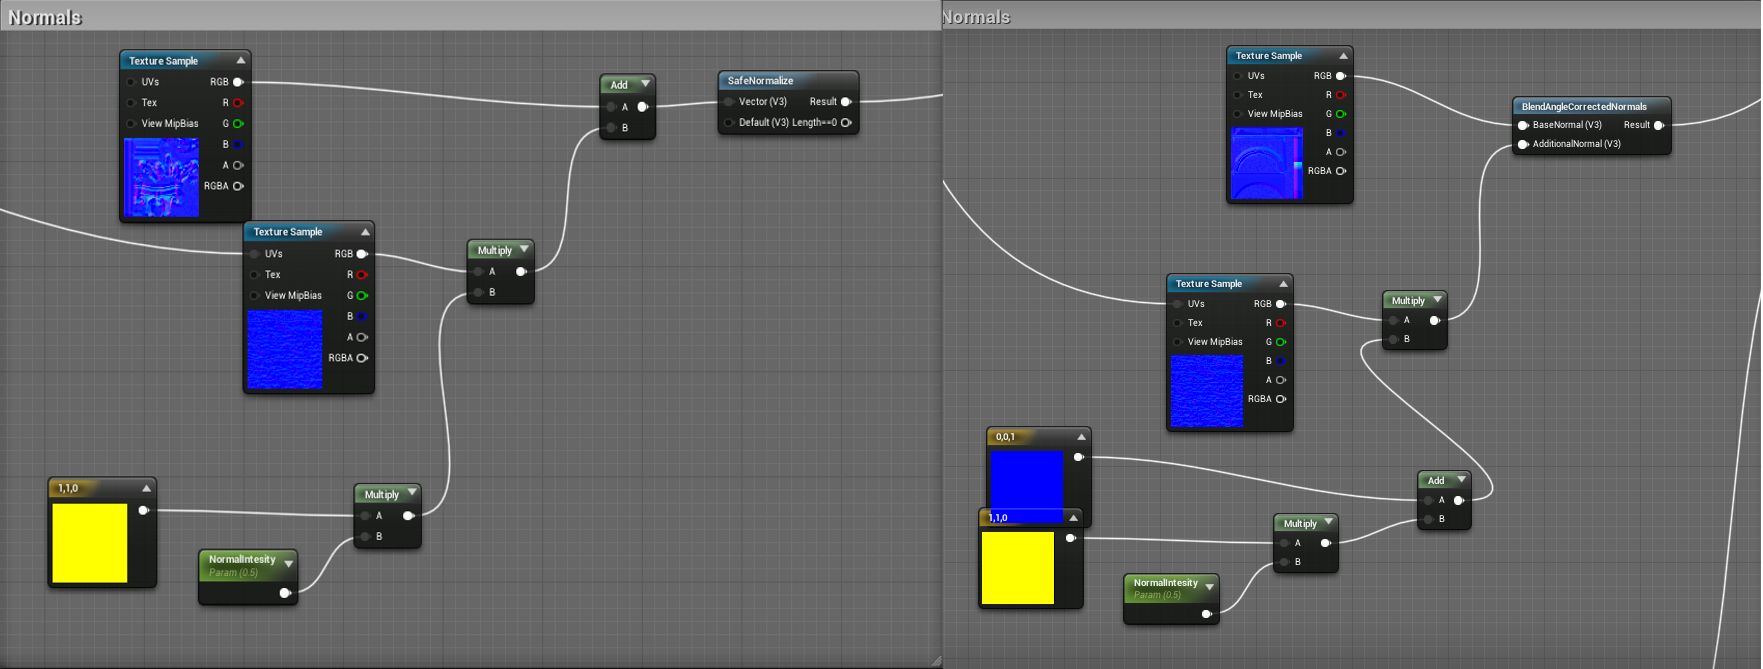 Normals
Texture Sample
UVs RGB
Tex R
View MipBias G
B
A
RGBA
Texture Sample
UVs RGB
Tex R
View MipBias G
B
A
RGBA
Multiply
A
B
Add
A
B
SafeNormalize
Vector (V3) Result
Default (V3) Length==0
1,1,0
NormalIntesity
Param (0.5)
Multiply
A
B
Normals
Texture Sample
UVs RGB
Tex R
View MipBias G
B
A
RGBA
BlendAngleCorrectedNormals
BaseNormal (V3) Result
AdditionalNormal (V3)
Texture Sample
UVs RGB
Tex R
View MipBias G
B
A
RGBA
Multiply
A
B
0,0,1
1,1,0
NormalIntesity
Param (0.5)
Multiply
A
B
Add
A
B